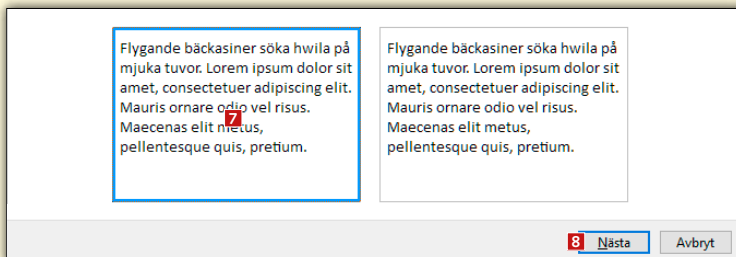 Flygande bäckasiner söka hwila på
mjuka tuvor. Lorem ipsum dolor sit
amet, consectetuer adipiscing elit.
Mauris ornare odio vel risus.
7
Maecenas elit metus,
pellentesque quis, pretium.
Flygande bäckasiner söka hwila på
mjuka tuvor. Lorem ipsum dolor sit
amet, consectetuer adipiscing elit.
Mauris ornare odio vel risus.
Maecenas elit metus,
pellentesque quis, pretium.
8 Nästa Avbryt